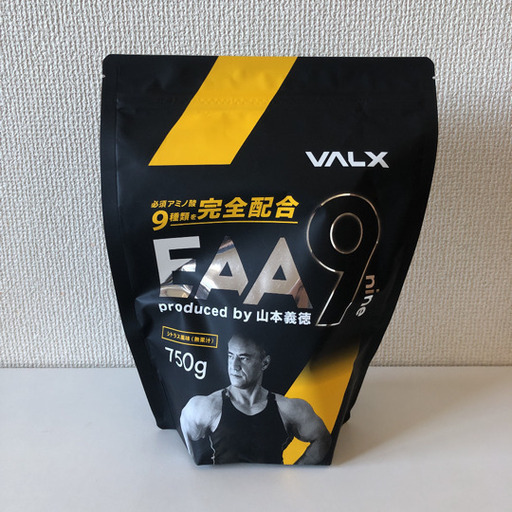 VALX
必須アミノ酸
9種類を完全配合
EAA9
nine
produced by 山本義徳
シトラス風味(無果汁)
750g